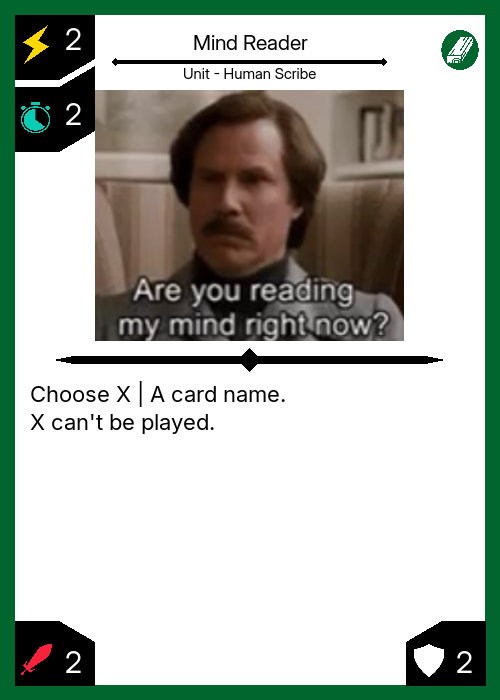 2
Mind Reader
Unit - Human Scribe
2
Are you reading
my mind right now?
Choose X | A card name.
X can't be played.
2
2